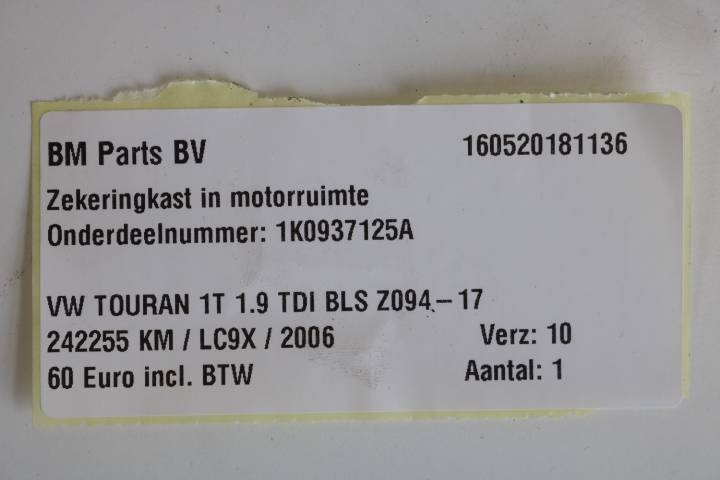 BM Parts BV 160520181136
Zekeringkast in motorruimte
Onderdeelnummer: 1K0937125A
VW TOURAN 1T 1.9 TDI BLS Z094-17
242255 KM / LC9X / 2006 Verz: 10
60 Euro incl. BTW Aantal: 1